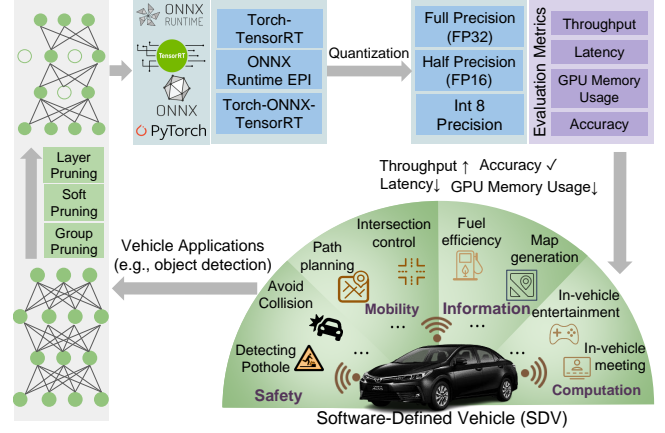 ONNX
RUNTIME
TensorRT
ONNX
PyTorch
Torch-
TensorRT
ONNX
Runtime EPI
Torch-ONNX-
TensorRT
Quantization
Full Precision
(FP32)
Half Precision
(FP16)
Int 8
Precision
Evaluation Metrics
Throughput
Latency
GPU Memory
Usage
Accuracy
Layer
Pruning
Soft
Pruning
Group
Pruning
Throughput ↑ Accuracy ✓
Latency↓ GPU Memory Usage↓
Vehicle Applications
(e.g., object detection)
Intersection
control
Fuel
efficiency
Path
planning
Map
generation
Avoid
Collision
Mobility
Information
In-vehicle
entertainment
...
...
Detecting
Pothole
...
...
In-vehicle
meeting
Safety
Computation
Software-Defined Vehicle (SDV)